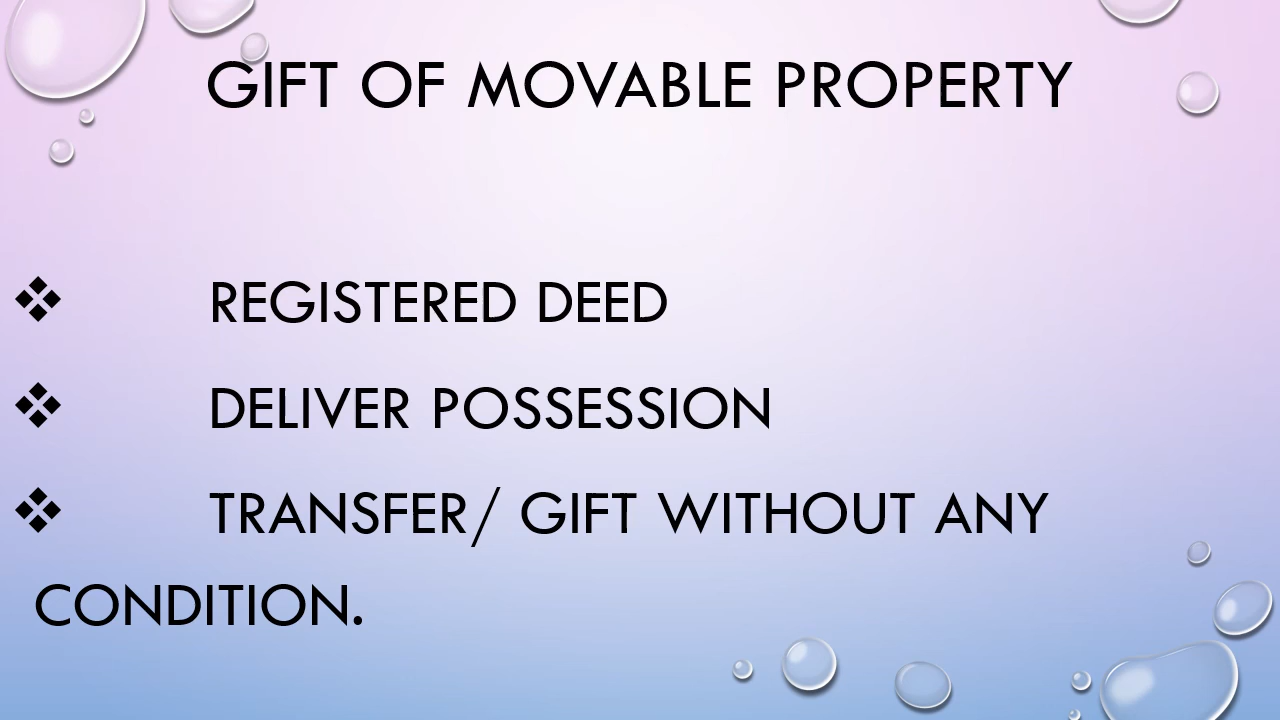 GIFT OF MOVABLE PROPERTY
❖ REGISTERED DEED
❖ DELIVER POSSESSION
❖ TRANSFER/ GIFT WITHOUT ANY
CONDITION.